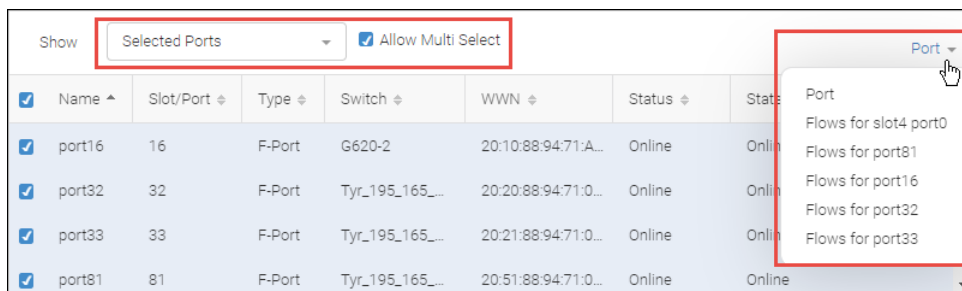 Show Selected Ports Allow Multi Select Port
Name Slot/Port Type Switch WWN Status State
port16 16 F-Port G620-2 20:10:88:94:71:A... Online Onlin
port32 32 F-Port Tyr_195_165_... 20:20:88:94:71:0... Online Onlin
port33 33 F-Port Tyr_195_165_... 20:21:88:94:71:0... Online Onlin
port81 81 F-Port Tyr_195_165_... 20:51:88:94:71:0... Online Online
Port
Flows for slot4 port0
Flows for port81
Flows for port16
Flows for port32
Flows for port33